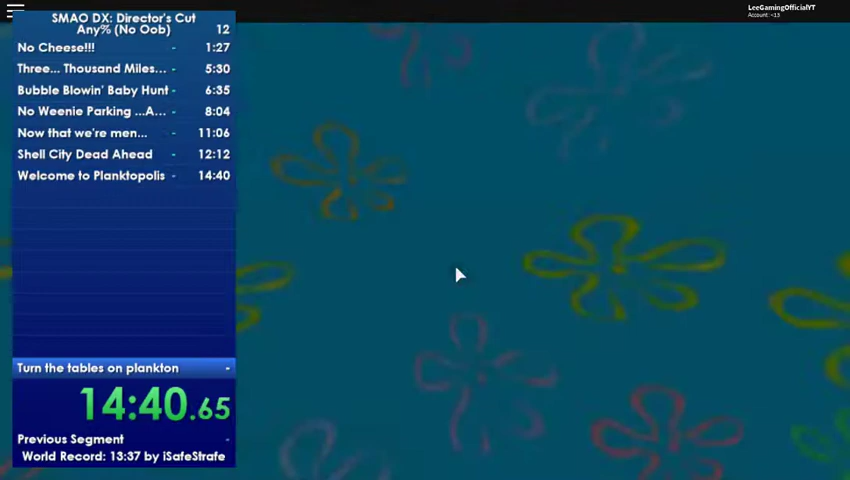 LeeGamingOfficialYT
Account: -13
SMAO DX: Director's Cut
Any% (No Oob) 12
No Cheese!!! - 1:27
Three... Thousand Miles... - 5:30
Bubble Blowin' Baby Hunt - 6:35
No Weenie Parking ...A... - 8:04
Now that we're men... - 11:06
Shell City Dead Ahead - 12:12
Welcome to Planktopolis - 14:40
Turn the tables on plankton -
14:40.65
Previous Segment -
World Record: 13:37 by iSafeStrafe